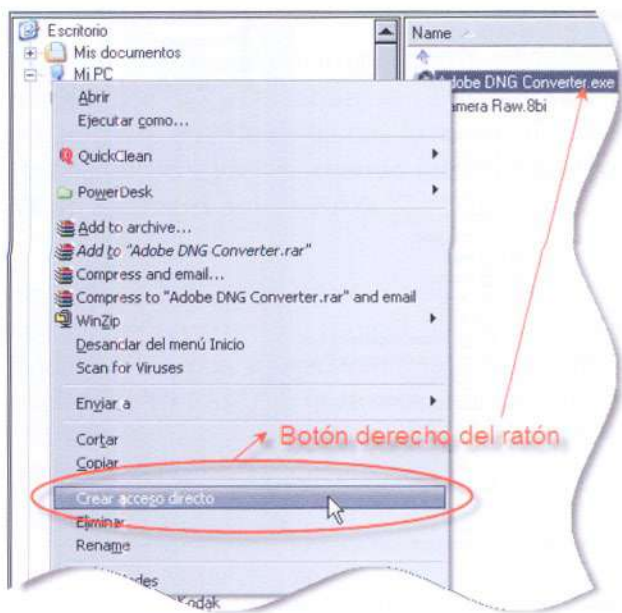 Escritorio
Mis documentos
Mi PC
Name
Adobe DNG Converter.exe
Camera Raw.8bi
Abrir
Ejecutar como...
QuickClean
PowerDesk
Add to archive...
Add to "Adobe DNG Converter.rar"
Compress and email...
Compress to "Adobe DNG Converter.rar" and email
WinZip
Desanclar del menú Inicio
Scan for Viruses
Enviar a
Botón derecho del ratón
Cortar
Copiar
Crear acceso directo
Eliminar
Rename
Kodak